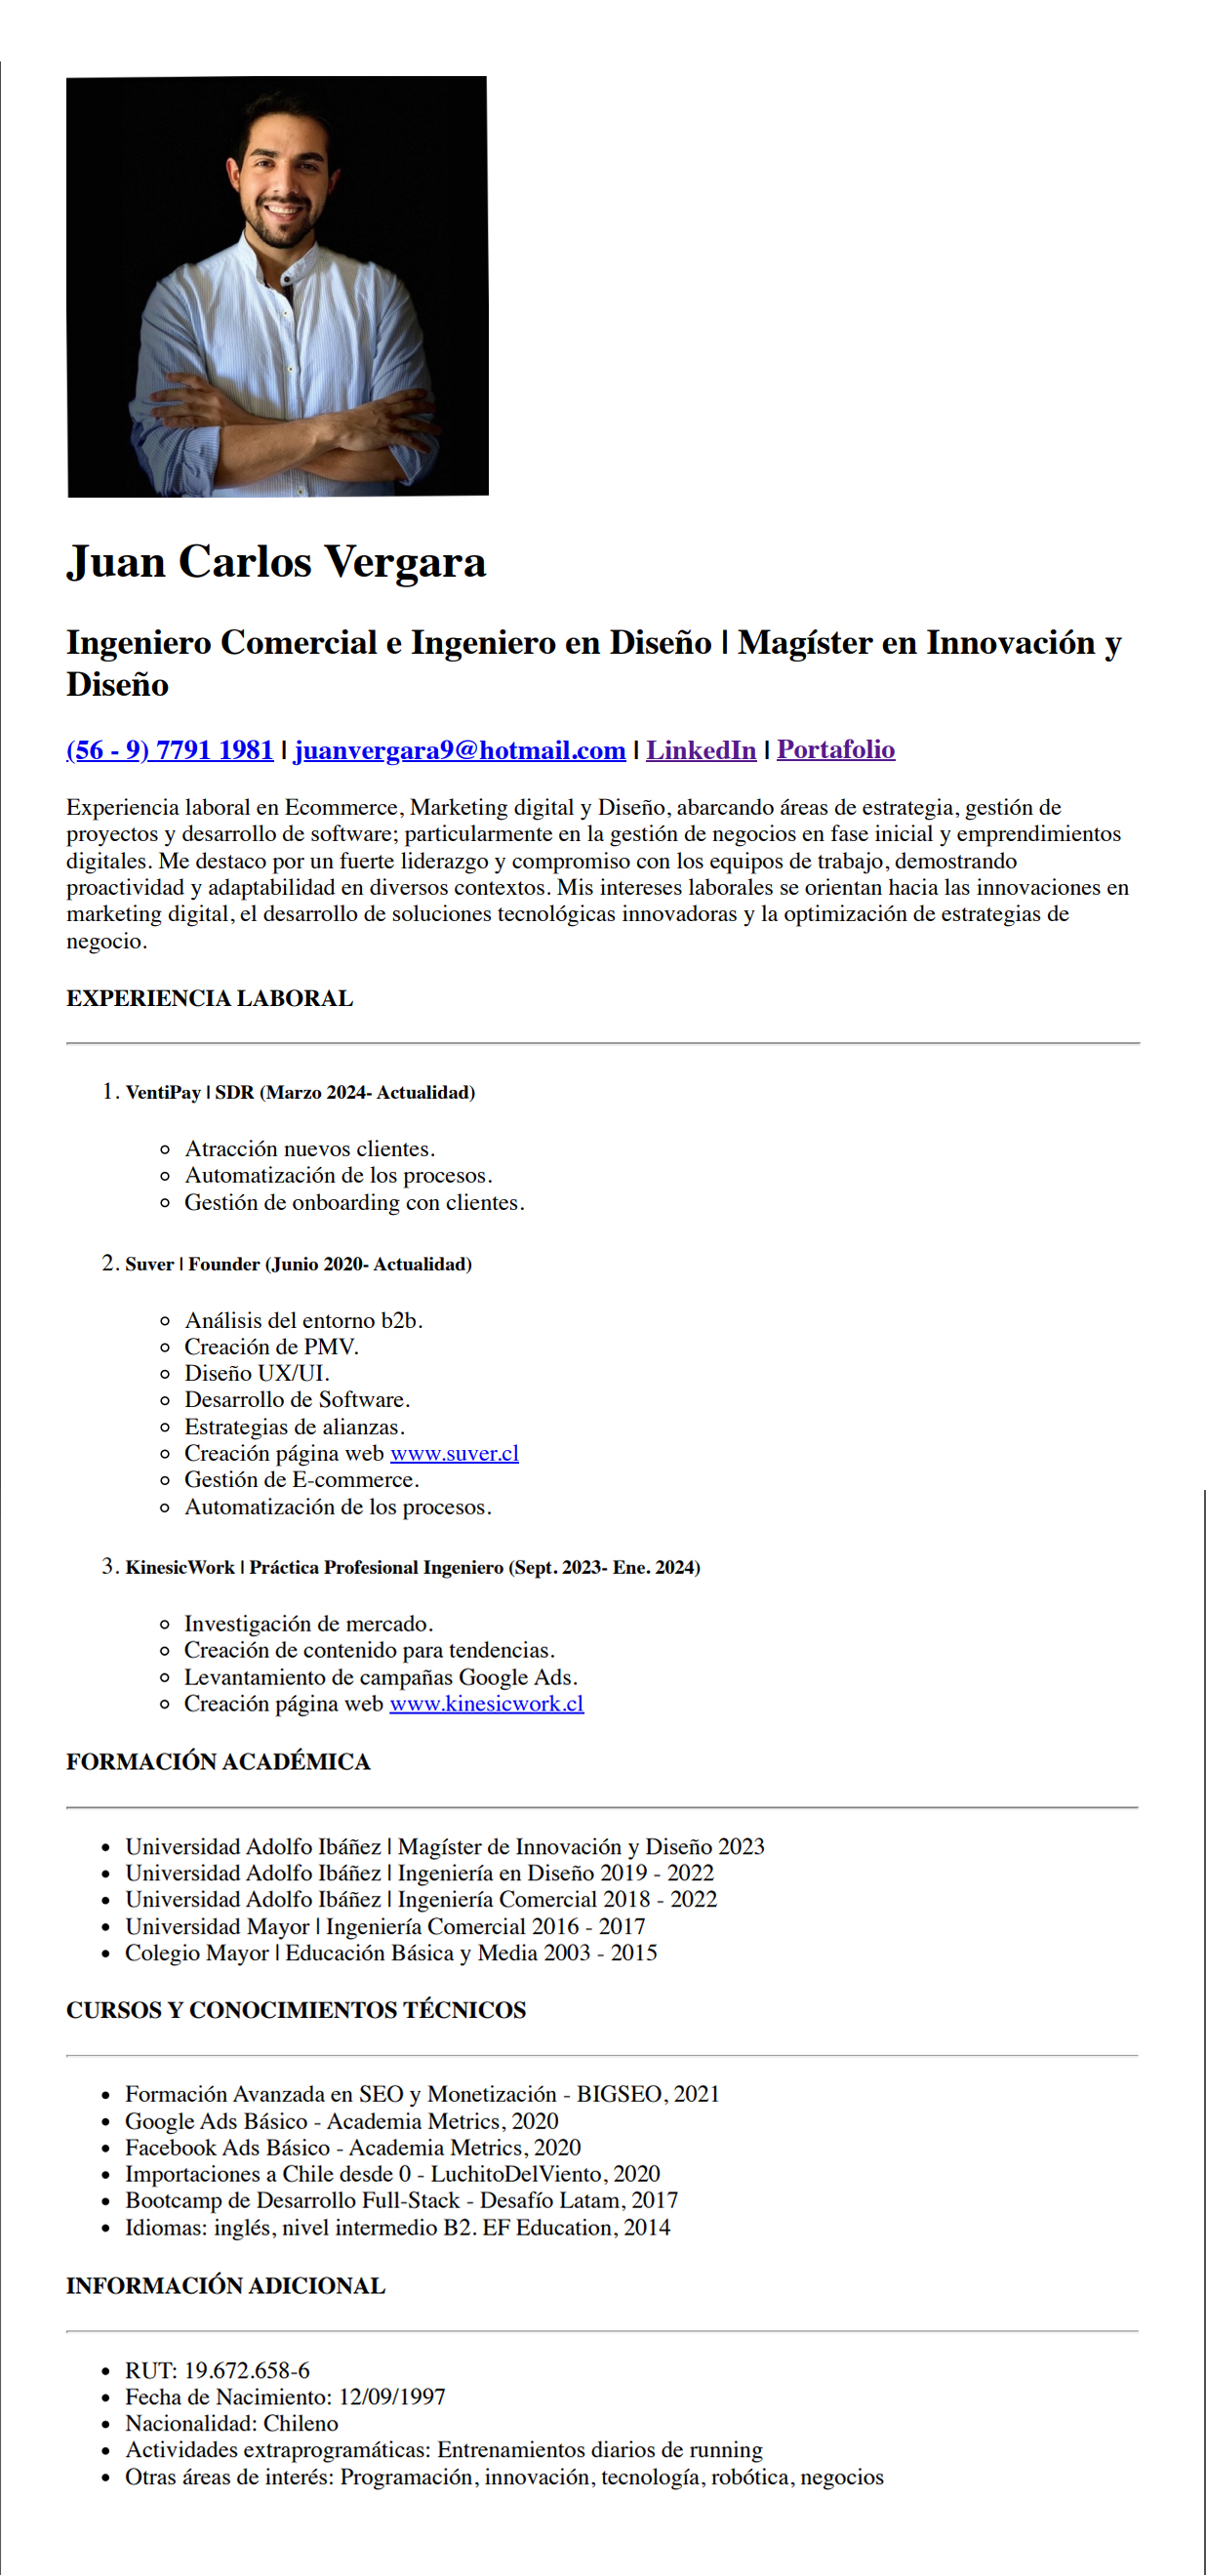 Juan Carlos Vergara
Ingeniero Comercial e Ingeniero en Diseño | Magíster en Innovación y
Diseño
(56 - 9) 7791 1981 | juanvergara9@hotmail.com | LinkedIn | Portafolio
Experiencia laboral en Ecommerce, Marketing digital y Diseño, abarcando áreas de estrategia, gestión de
proyectos y desarrollo de software; particularmente en la gestión de negocios en fase inicial y emprendimientos
digitales. Me destaco por un fuerte liderazgo y compromiso con los equipos de trabajo, demostrando
proactividad y adaptabilidad en diversos contextos. Mis intereses laborales se orientan hacia las innovaciones en
marketing digital, el desarrollo de soluciones tecnológicas innovadoras y la optimización de estrategias de
negocio.
EXPERIENCIA LABORAL
1. VentiPay | SDR (Marzo 2024- Actualidad)
Atracción nuevos clientes.
Automatización de los procesos.
Gestión de onboarding con clientes.
2. Suver | Founder (Junio 2020- Actualidad)
Análisis del entorno b2b.
Creación de PMV.
Diseño UX/UI.
Desarrollo de Software.
Estrategias de alianzas.
Creación página web www.suver.cl
Gestión de E-commerce.
Automatización de los procesos.
3. KinesicWork | Práctica Profesional Ingeniero (Sept. 2023- Ene. 2024)
Investigación de mercado.
Creación de contenido para tendencias.
Levantamiento de campañas Google Ads.
Creación página web www.kinesicwork.cl
FORMACIÓN ACADÉMICA
Universidad Adolfo Ibáñez | Magíster de Innovación y Diseño 2023
Universidad Adolfo Ibáñez | Ingeniería en Diseño 2019 - 2022
Universidad Adolfo Ibáñez | Ingeniería Comercial 2018 - 2022
Universidad Mayor | Ingeniería Comercial 2016 - 2017
Colegio Mayor | Educación Básica y Media 2003 - 2015
CURSOS Y CONOCIMIENTOS TÉCNICOS
Formación Avanzada en SEO y Monetización - BIGSEO, 2021
Google Ads Básico - Academia Metrics, 2020
Facebook Ads Básico - Academia Metrics, 2020
Importaciones a Chile desde 0 - LuchitoDelViento, 2020
Bootcamp de Desarrollo Full-Stack - Desafío Latam, 2017
Idiomas: inglés, nivel intermedio B2. EF Education, 2014
INFORMACIÓN ADICIONAL
RUT: 19.672.658-6
Fecha de Nacimiento: 12/09/1997
Nacionalidad: Chileno
Actividades extraprogramáticas: Entrenamientos diarios de running
Otras áreas de interés: Programación, innovación, tecnología, robótica, negocios